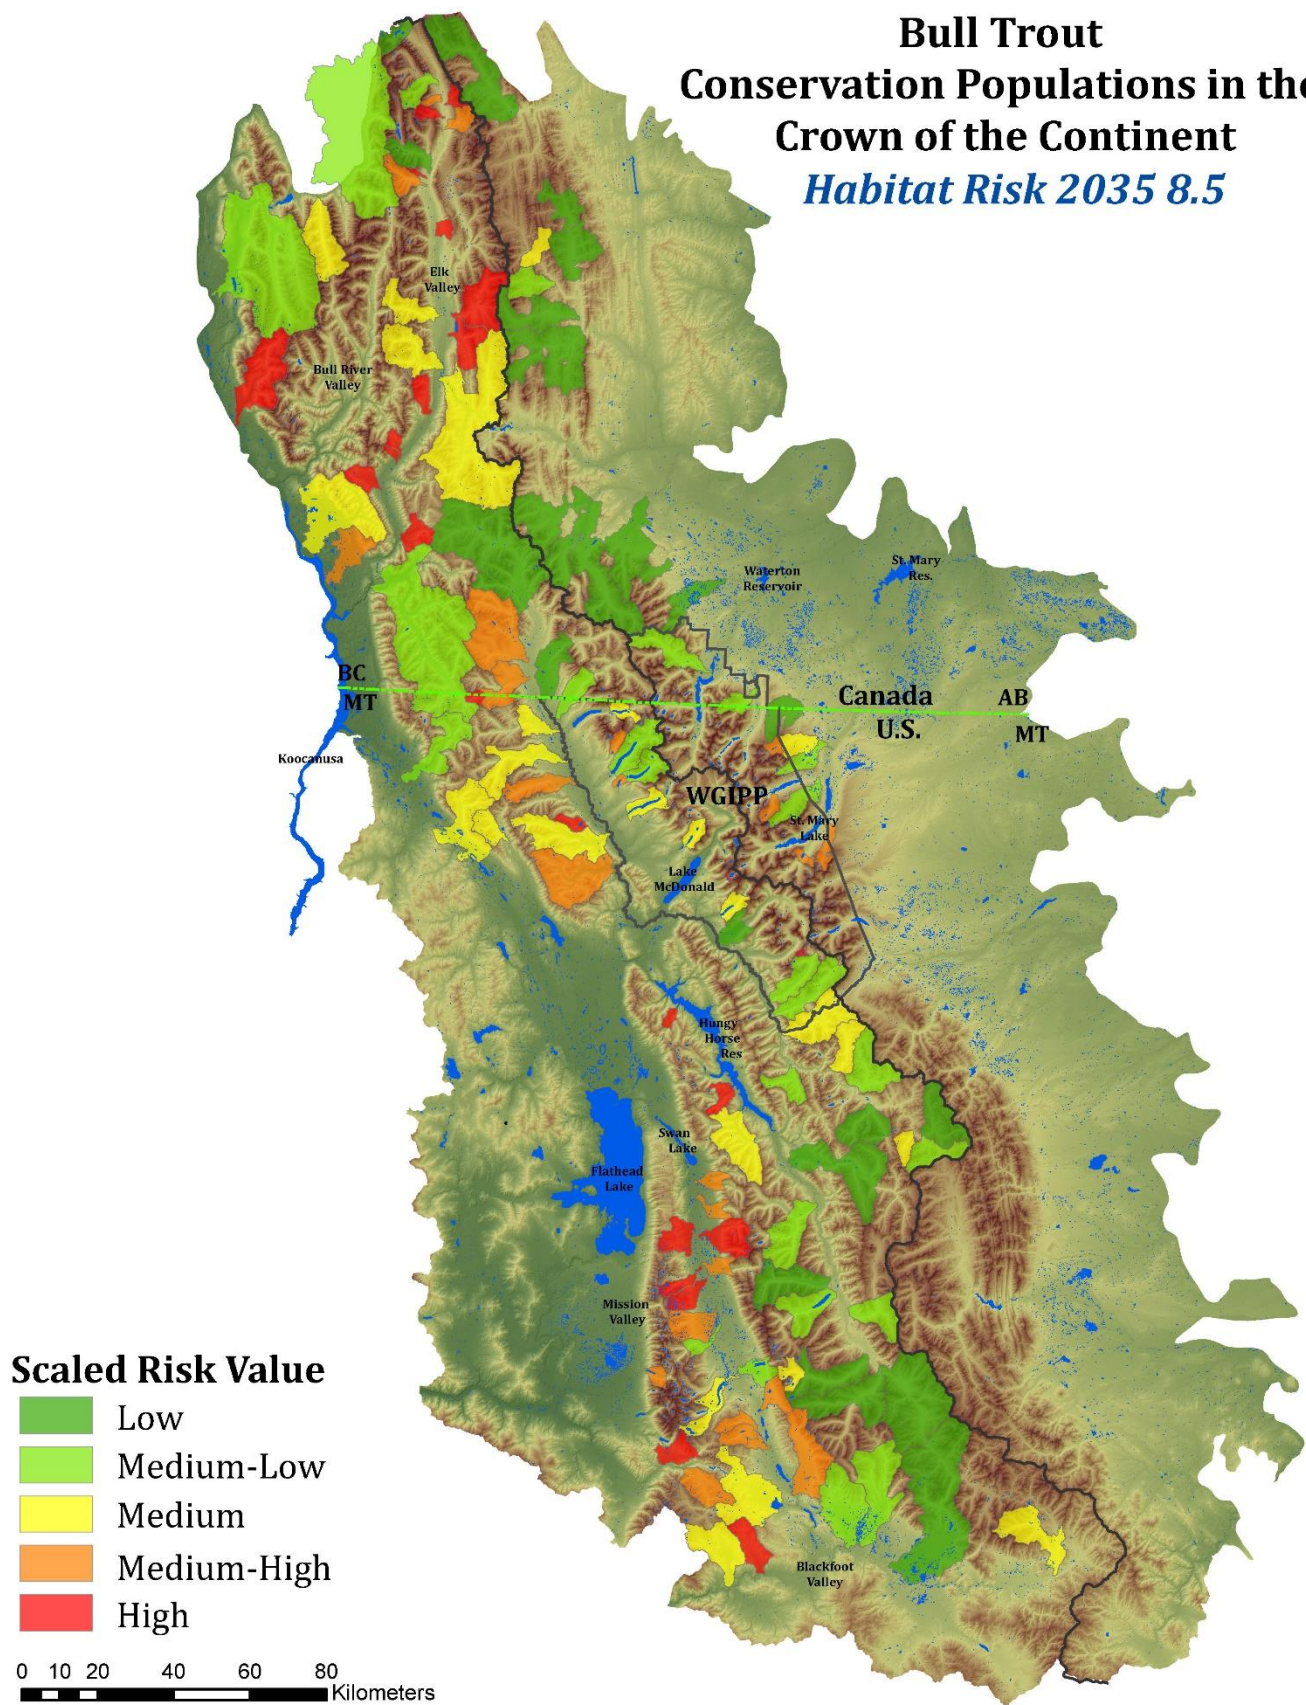 Bull Trout
Conservation Populations in the
Crown of the Continent
Habitat Risk 2035 8.5
Elk
Valley
Bull River
Valley
Waterton
Reservoir
St. Mary
Res.
BC
MT
Canada
U.S.
AB
MT
Koocanusa
WGIPP
St. Mary
Lake
Lake
McDonald
Hungy
Horse
Res
Swan
Lake
Flathead
Lake
Mission
Valley
Blackfoot
Valley
Scaled Risk Value
Low
Medium-Low
Medium
Medium-High
High
0 10 20 40 60 80
Kilometers